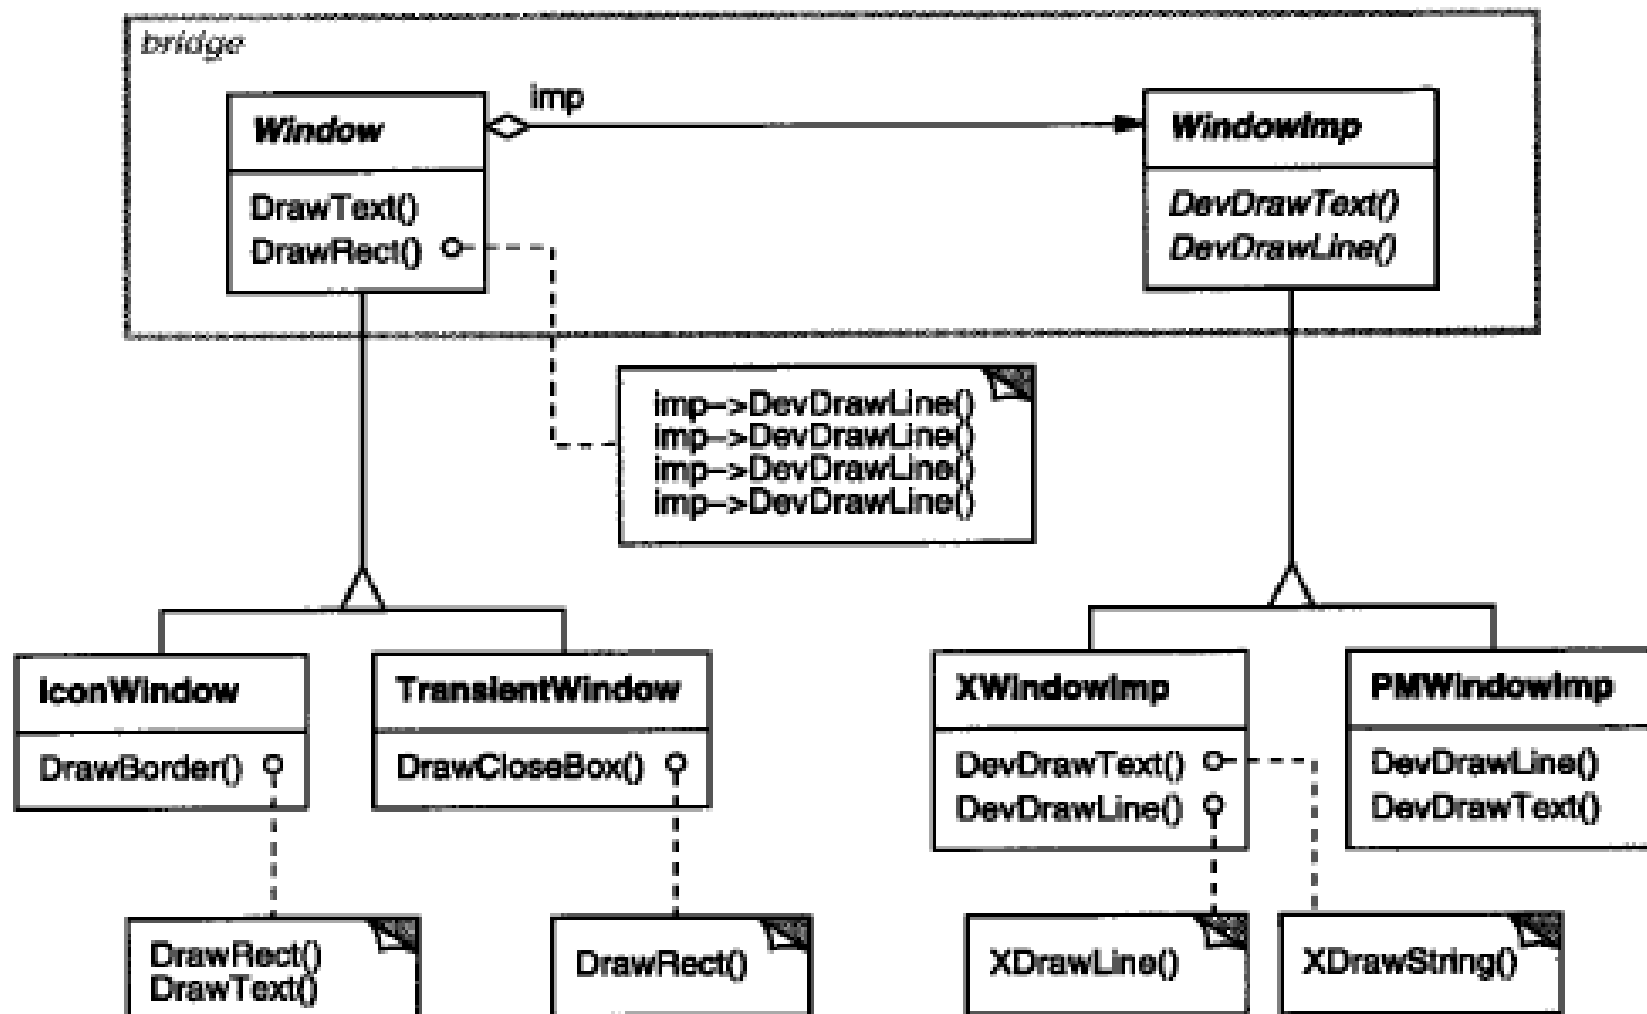 bridge
imp
Window
DrawText()
DrawRect()
WindowImp
DevDrawText()
DevDrawLine()
imp–>DevDrawLine()
imp–>DevDrawLine()
imp–>DevDrawLine()
imp–>DevDrawLine()
IconWindow
DrawBorder()
TransientWindow
DrawCloseBox()
XWindowImp
DevDrawText()
DevDrawLine()
PMWindowImp
DevDrawLine()
DevDrawText()
DrawRect()
DrawText()
DrawRect()
XDrawLine()
XDrawString()